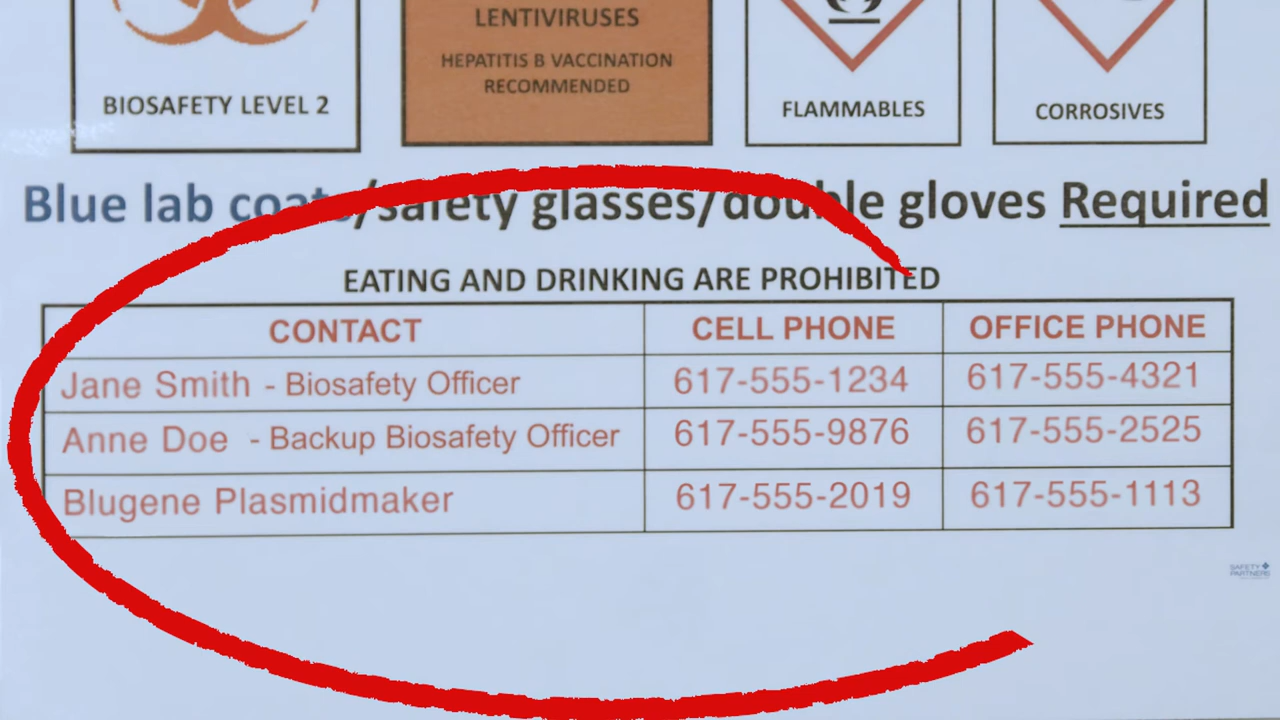 LENTIVIRUSES
HEPATITIS B VACCINATION
RECOMMENDED
BIOSAFETY LEVEL 2
FLAMMABLES
CORROSIVES
Blue lab coats/safety glasses/double gloves Required
EATING AND DRINKING ARE PROHIBITED
CONTACT CELL PHONE OFFICE PHONE
Jane Smith - Biosafety Officer 617-555-1234 617-555-4321
Anne Doe - Backup Biosafety Officer 617-555-9876 617-555-2525
Blugene Plasmidmaker 617-555-2019 617-555-1113
SAFETY
PARTNERS